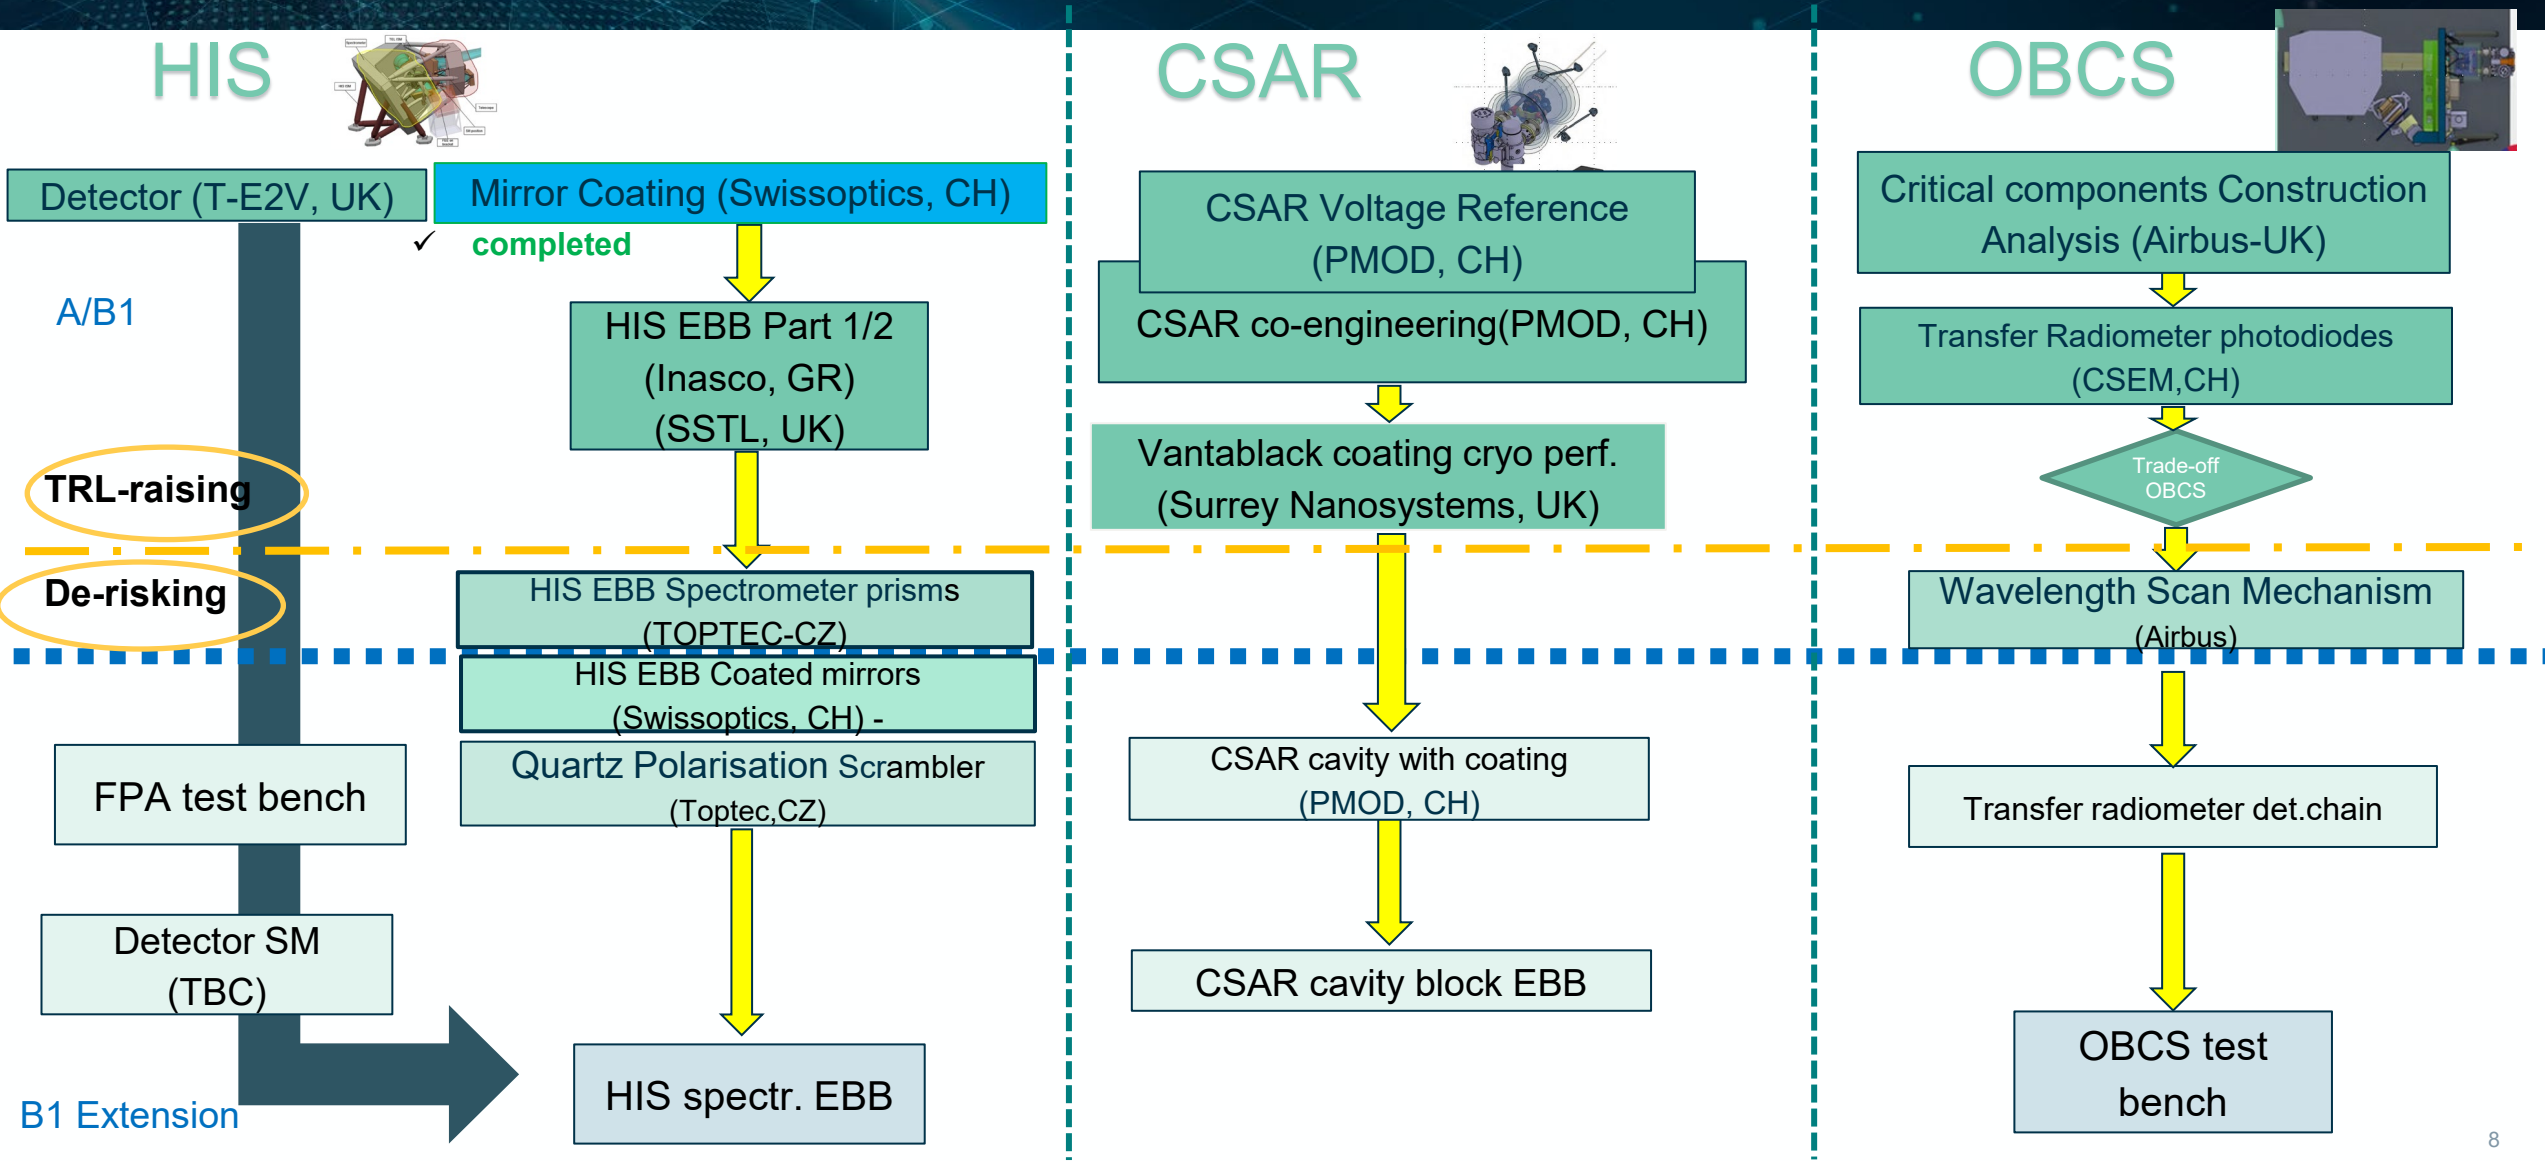 HIS
Detector (T-E2V, UK)
Mirror Coating (Swissoptics, CH)
✓ completed
A/B1
HIS EBB Part 1/2
(Inasco, GR)
(SSTL, UK)
TRL-raising
De-risking
HIS EBB Spectrometer prisms
(TOPTEC-CZ)
HIS EBB Coated mirrors
(Swissoptics, CH) -
Quartz Polarisation Scrambler
(Toptec,CZ)
FPA test bench
Detector SM
(TBC)
B1 Extension
HIS spectr. EBB
CSAR
CSAR Voltage Reference
(PMOD, CH)
CSAR co-engineering(PMOD, CH)
Vantablack coating cryo perf.
(Surrey Nanosystems, UK)
CSAR cavity with coating
(PMOD, CH)
CSAR cavity block EBB
OBCS
Critical components Construction
Analysis (Airbus-UK)
Transfer Radiometer photodiodes
(CSEM,CH)
Trade-off
OBCS
Wavelength Scan Mechanism
(Airbus)
Transfer radiometer det.chain
OBCS test
bench
8